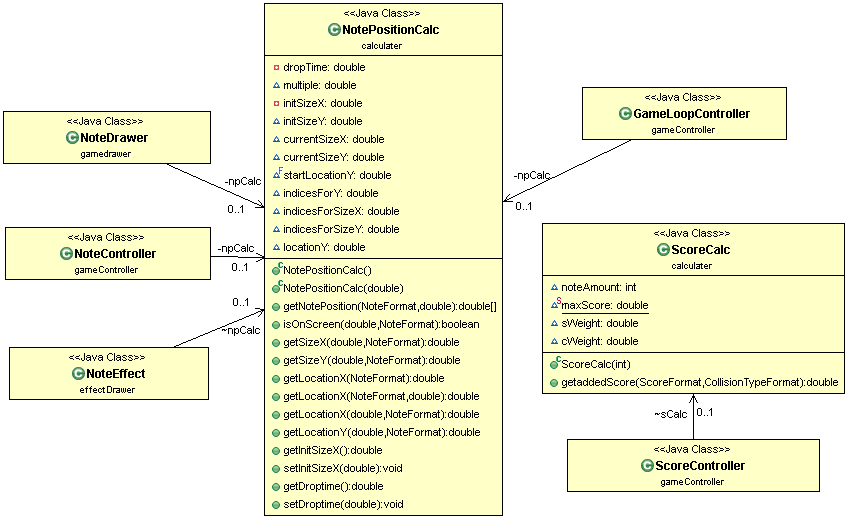 <<Java Class>>
NotePositionCalc
calculater
dropTime: double
multiple: double
initSizeX: double
initSizeY: double
currentSizeX: double
currentSizeY: double
startLocationY: double
indicesForY: double
indicesForSizeX: double
indicesForSizeY: double
locationY: double
NotePositionCalc()
NotePositionCalc(double)
getNotePosition(NoteFormat,double):double[]
isOnScreen(double,NoteFormat):boolean
getSizeX(double,NoteFormat):double
getSizeY(double,NoteFormat):double
getLocationX(NoteFormat):double
getLocationX(NoteFormat,double):double
getLocationX(double,NoteFormat):double
getLocationY(double,NoteFormat):double
getInitSizeX():double
setInitSizeX(double):void
getDroptime():double
setDroptime(double):void
<<Java Class>>
NoteDrawer
gamedrawer
-npCalc
0..1
<<Java Class>>
NoteController
gameController
-npCalc
0..1
<<Java Class>>
NoteEffect
effectDrawer
0..1
~npCalc
<<Java Class>>
GameLoopController
gameController
-npCalc
0..1
<<Java Class>>
ScoreCalc
calculater
noteAmount: int
maxScore: double
sWeight: double
cWeight: double
ScoreCalc(int)
getaddedScore(ScoreFormat,CollisionTypeFormat):double
~sCalc
0..1
<<Java Class>>
ScoreController
gameController